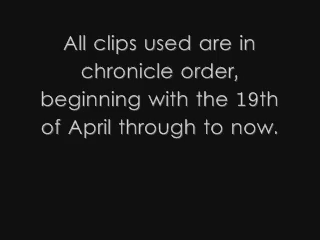 All clips used are in
chronicle order,
beginning with the 19th
of April through to now.